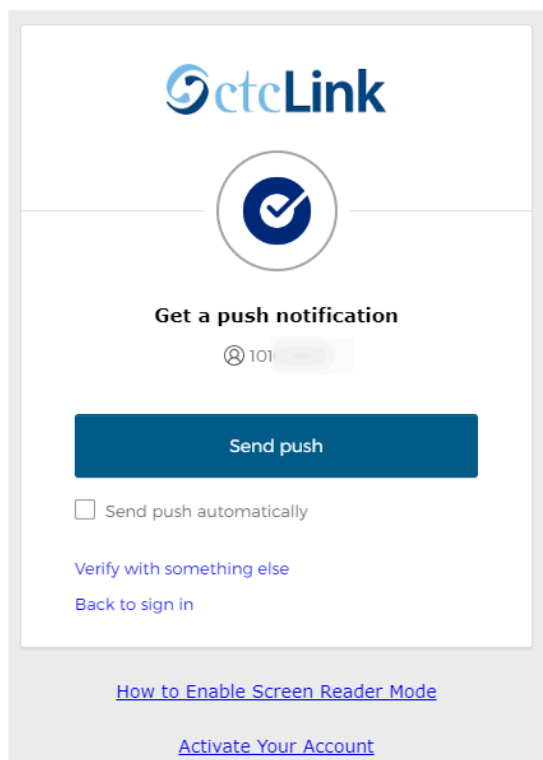 ctcLink
Get a push notification
101
Send push
Send push automatically
Verify with something else
Back to sign in
How to Enable Screen Reader Mode
Activate Your Account